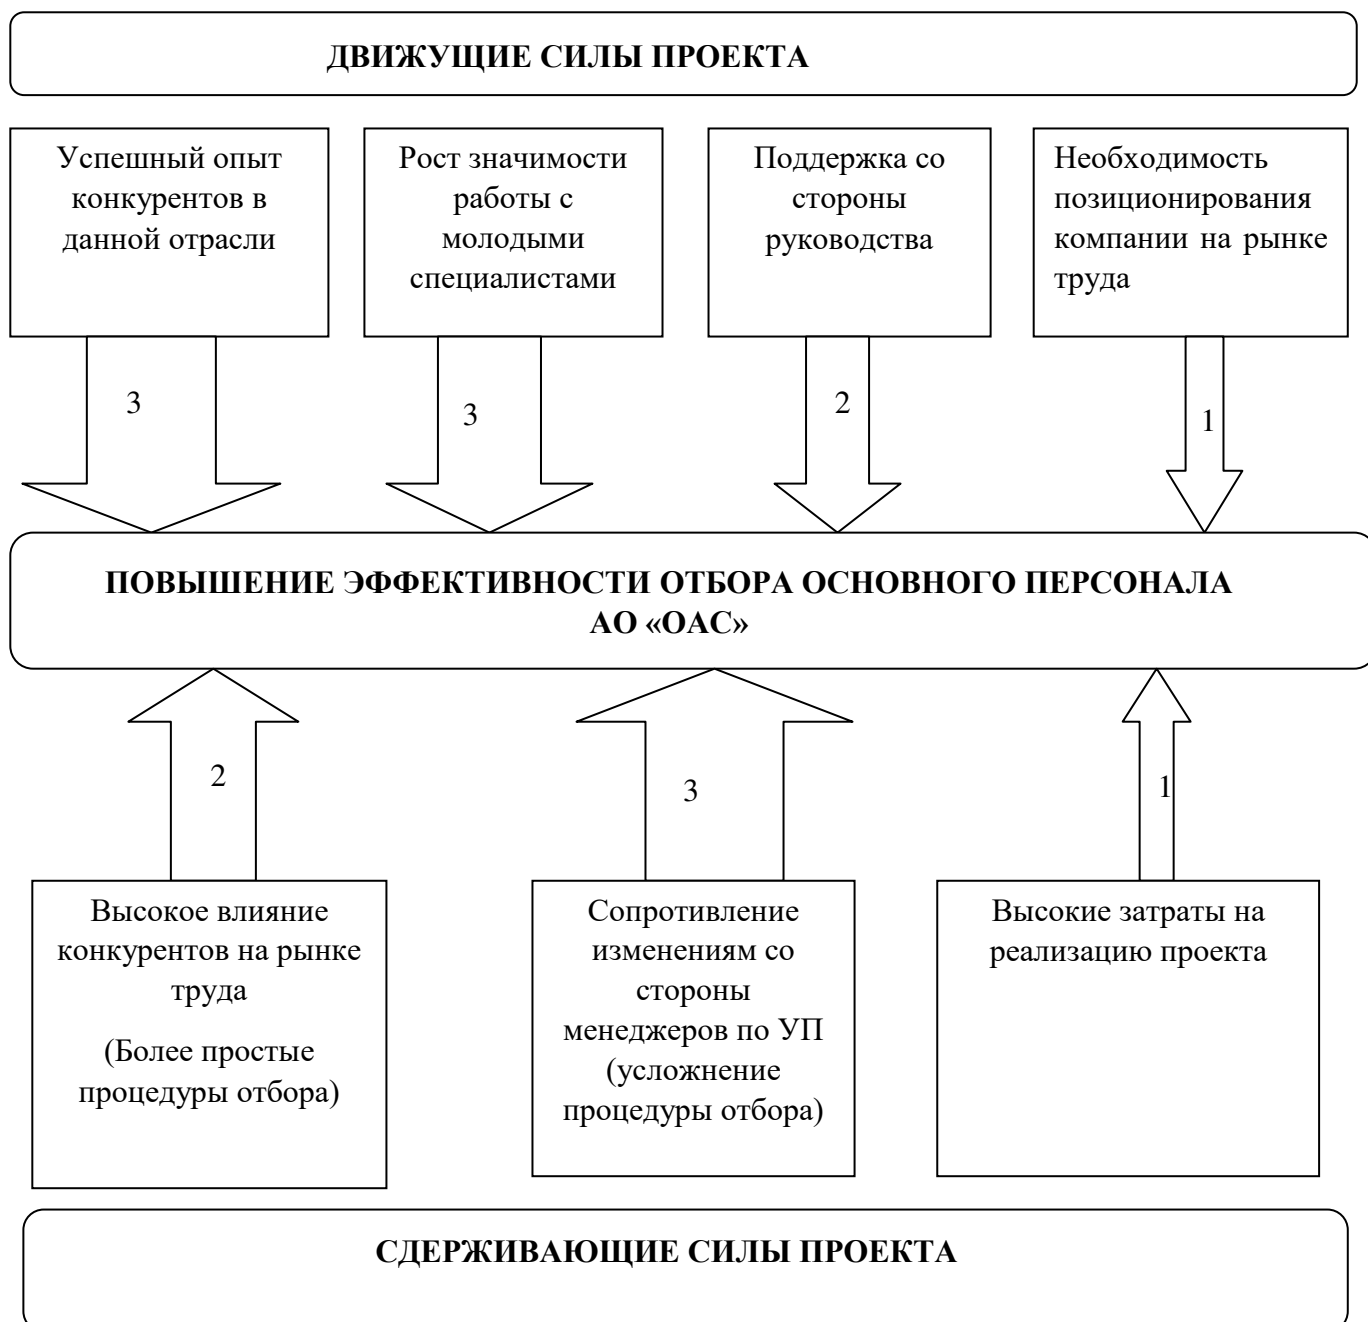 ДВИЖУЩИЕ СИЛЫ ПРОЕКТА
Успешный опыт
конкурентов в
данной отрасли
Рост значимости
работы с
молодыми
специалистами
Поддержка со
стороны
руководства
Необходимость
позиционирования
компании на рынке
труда
3
3
2
1
ПОВЫШЕНИЕ ЭФФЕКТИВНОСТИ ОТБОРА ОСНОВНОГО ПЕРСОНАЛА
АО «ОАС»
2
3
1
Высокое влияние
конкурентов на рынке
труда
(Более простые
процедуры отбора)
Сопротивление
изменениям со
стороны
менеджеров по УП
(усложнение
процедуры отбора)
Высокие затраты на
реализацию проекта
СДЕРЖИВАЮЩИЕ СИЛЫ ПРОЕКТА